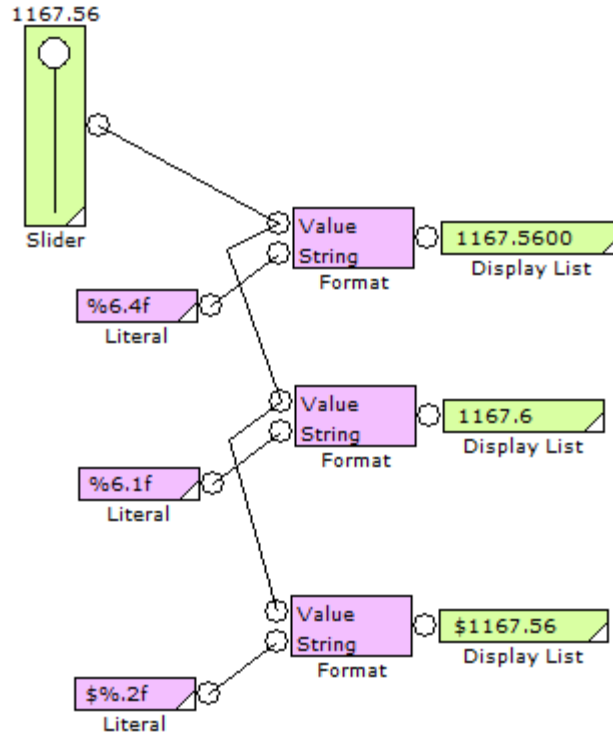 1167.56
Slider
Value
String
Format
1167.5600
Display List
%6.4f
Literal
Value
String
Format
1167.6
Display List
%6.1f
Literal
Value
String
Format
$1167.56
Display List
$%.2f
Literal